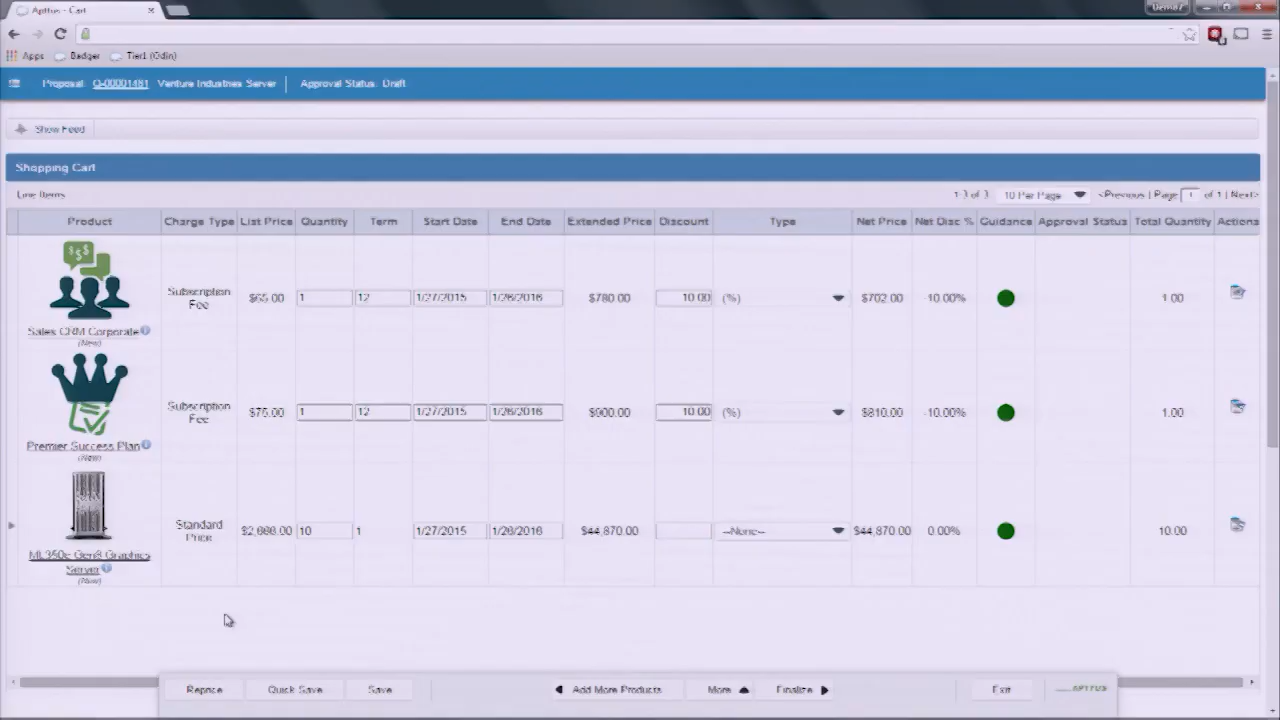 Apttus - Cart
Demo7
Apps Badger Tier1 (Odin)
Proposal Q-00001481 Venture Industries Server Approval Status Draft
Show Feed
Shopping Cart
Line Items 1-3 of 3 10 Per Page <Previous | Page 1 of 1 | Next>
Product Charge Type List Price Quantity Term Start Date End Date Extended Price Discount Type Net Price Net Disc % Guidance Approval Status Total Quantity Actions
$$$
Subscription Fee $65.00 1 12 1/27/2015 1/26/2016 $780.00 10.00 (%) $702.00 -10.00% 1.00
Sales CRM Corporate
(New)
Subscription Fee $75.00 1 12 1/27/2015 1/26/2016 $900.00 10.00 (%) $810.00 -10.00% 1.00
Premier Success Plan
(New)
Standard Price 10 1 1/27/2015 1/26/2016 $44,870.00 --None-- $44,870.00 0.00% 10.00
ML350e Gen8 Graphics
Server
(New)
Reprice Quick Save Save Add More Products More Finalize Exit APTTUS